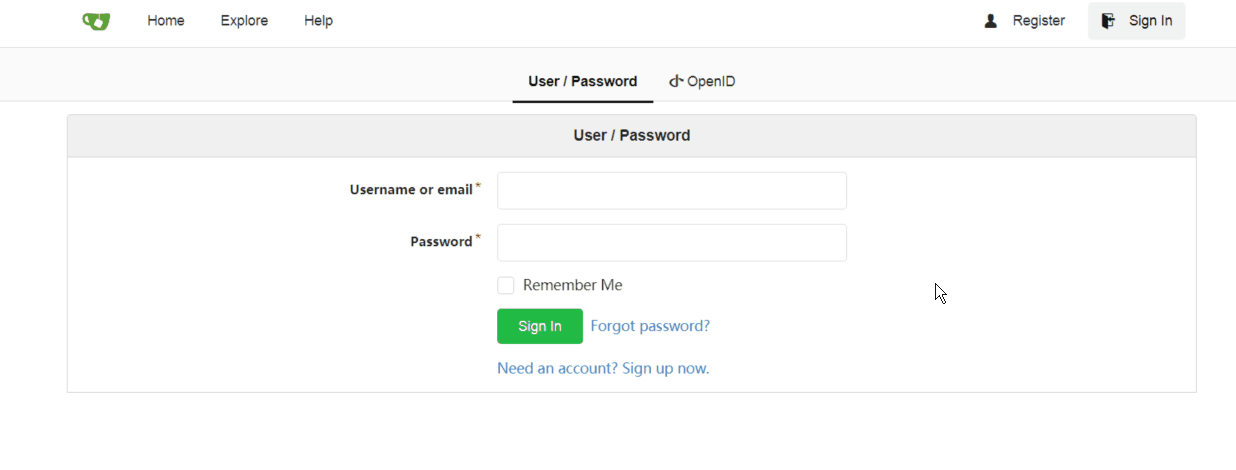 Home Explore Help Register Sign In
User / Password OpenID
User / Password
Username or email *
Password *
Remember Me
Sign In Forgot password?
Need an account? Sign up now.